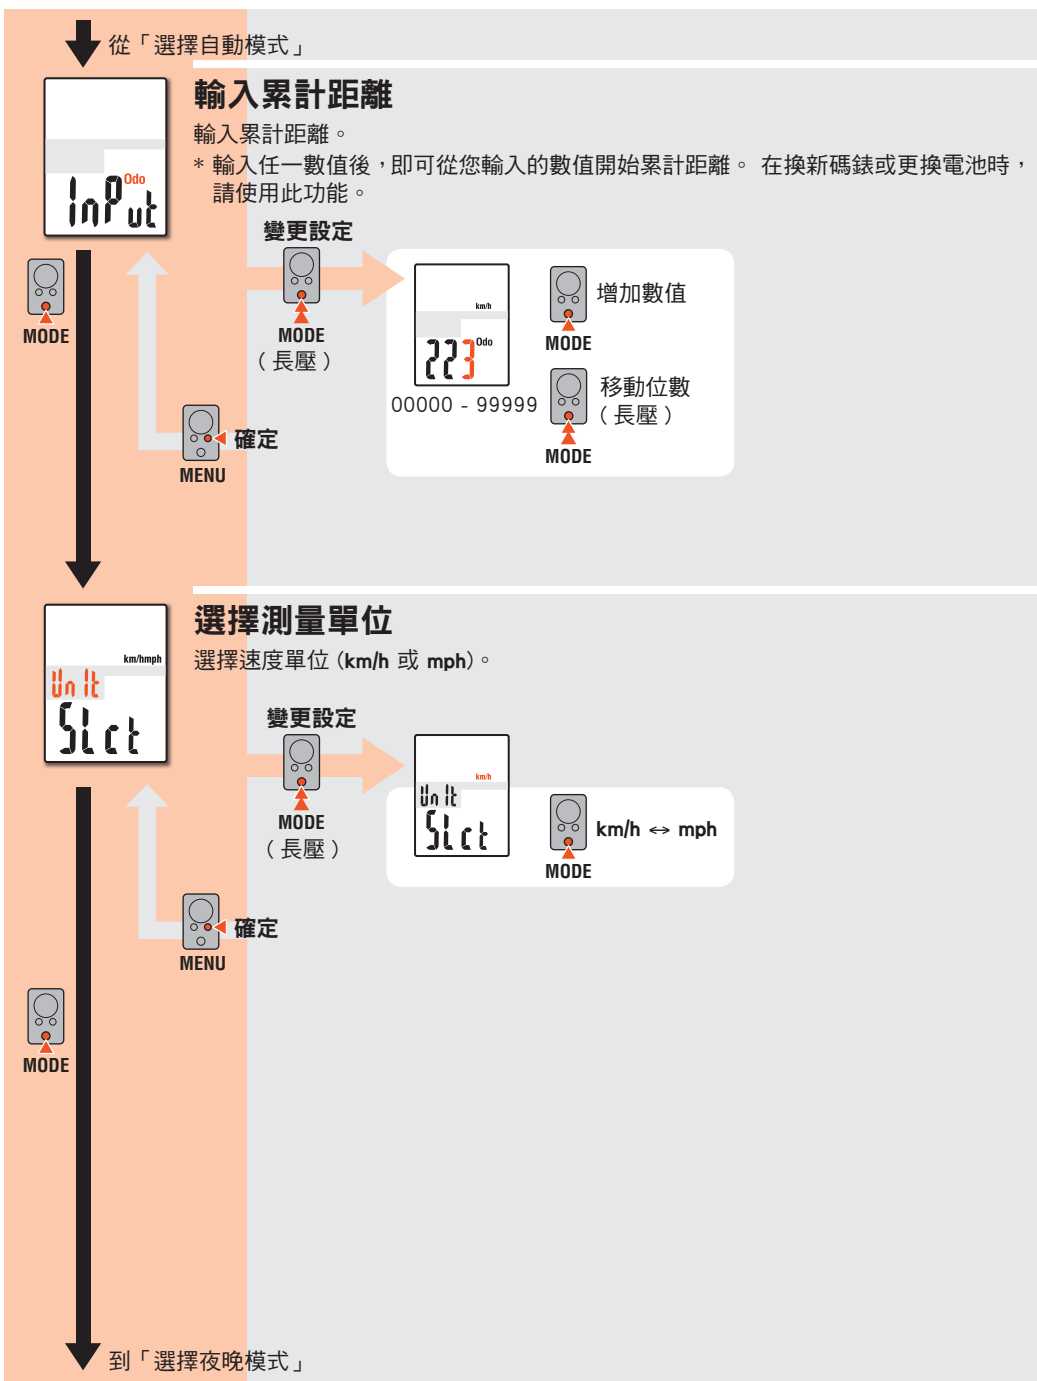 從「選擇自動模式」
輸入累計距離
輸入累計距離。
* 輸入任一數值後，即可從您輸入的數值開始累計距離。 在換新碼錶或更換電池時，
請使用此功能。
Odo
InPut
變更設定
MODE
MODE
（長壓）
km/h
Odo
223
00000 - 99999
增加數值
MODE
移動位數
（長壓）
MODE
確定
MENU
選擇測量單位
選擇速度單位 (km/h 或 mph)。
km/hmph
UnIt
SLct
變更設定
MODE
（長壓）
km/h
UnIt
SLct
km/h ↔ mph
MODE
確定
MENU
MODE
到「選擇夜晚模式」